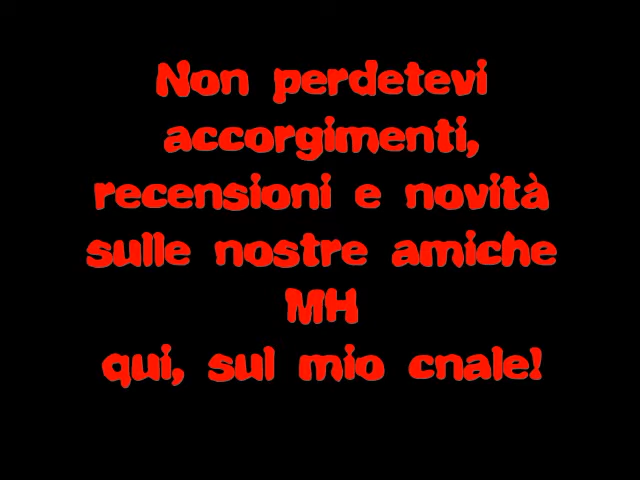 Non perdetevi
accorgimenti,
recensioni e novità
sulle nostre amiche
MH
qui, sul mio cnale!